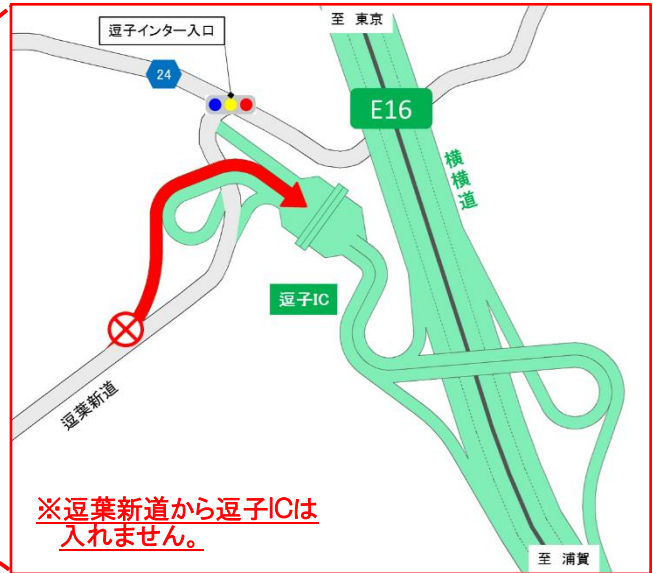 至 東京
逗子インター入口
24
E16
横横道
逗子IC
逗葉新道
※逗葉新道から逗子ICは
入れません。
至 浦賀